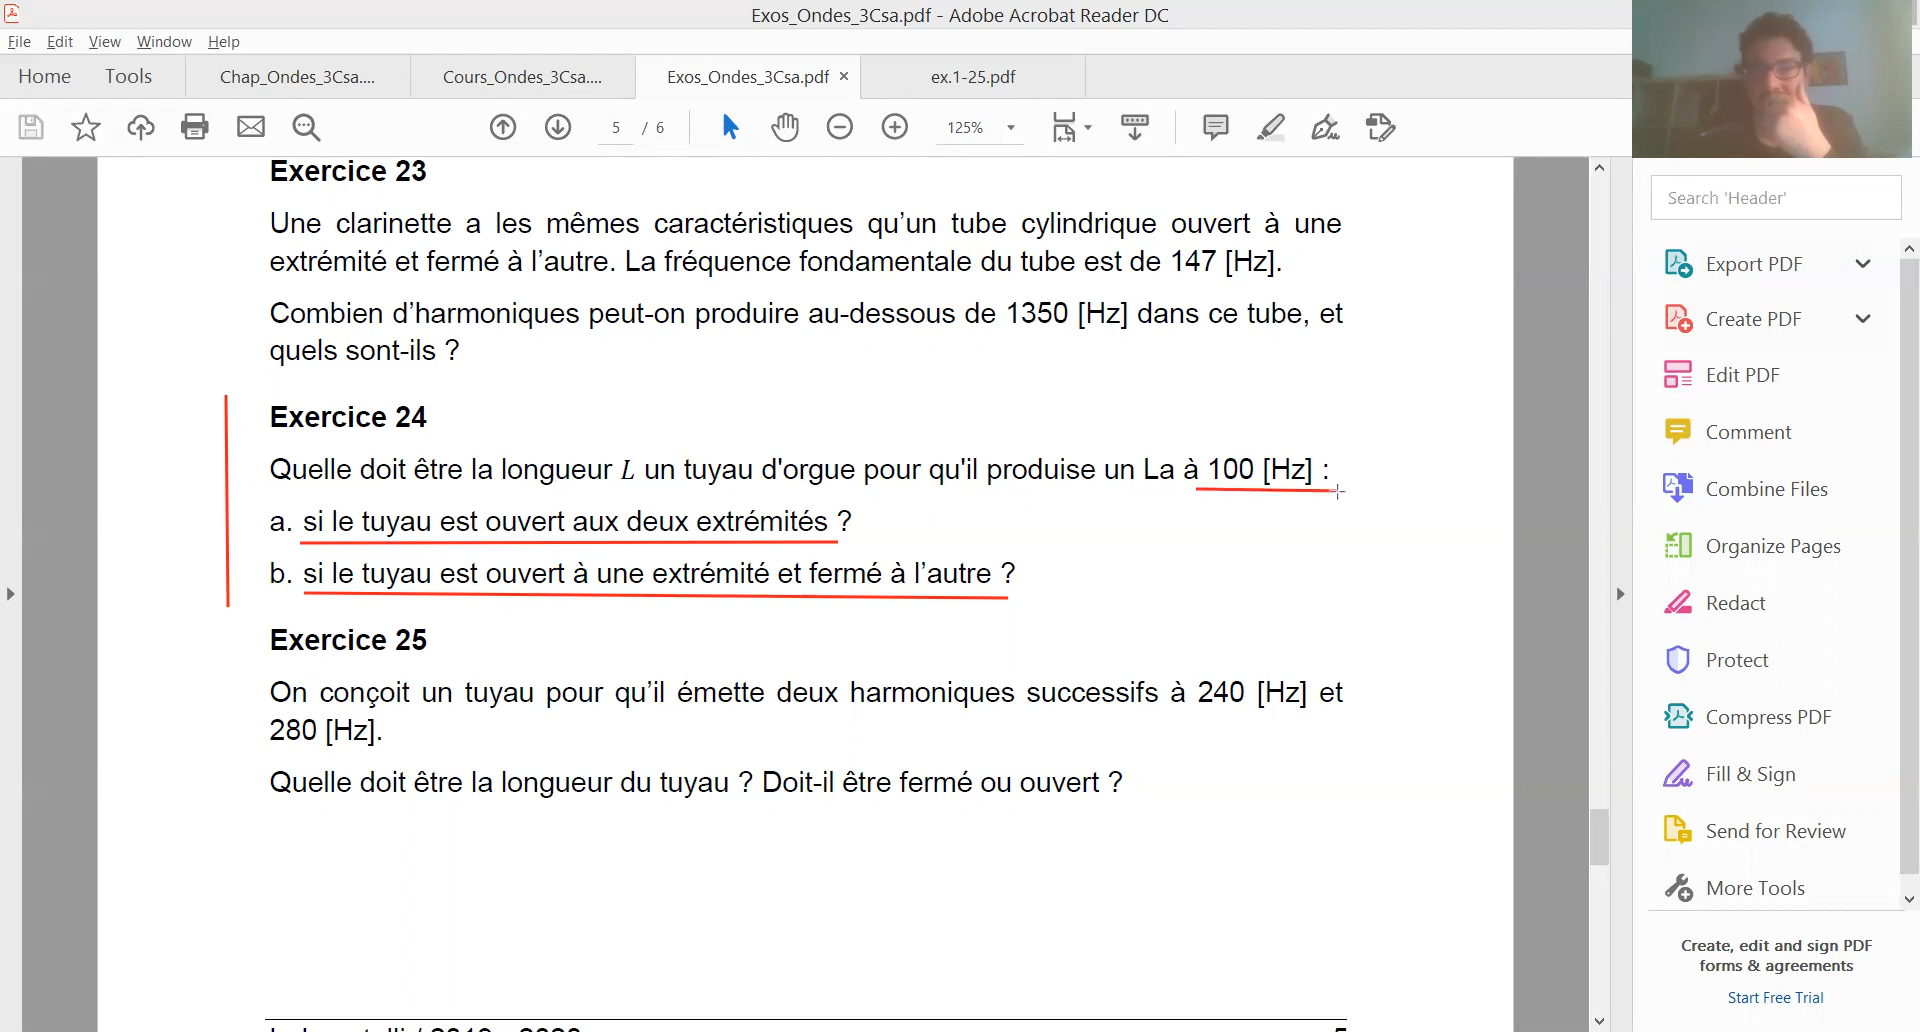 Exos_Ondes_3Csa.pdf - Adobe Acrobat Reader DC
File Edit View Window Help
Home Tools Chap_Ondes_3Csa.... Cours_Ondes_3Csa.... Exos_Ondes_3Csa.pdf × ex.1-25.pdf
5 / 6 125%
Exercice 23
Une clarinette a les mêmes caractéristiques qu’un tube cylindrique ouvert à une
extrémité et fermé à l’autre. La fréquence fondamentale du tube est de 147 [Hz].
Combien d’harmoniques peut-on produire au-dessous de 1350 [Hz] dans ce tube, et
quels sont-ils ?
Exercice 24
Quelle doit être la longueur L un tuyau d'orgue pour qu'il produise un La à 100 [Hz] :
a. si le tuyau est ouvert aux deux extrémités ?
b. si le tuyau est ouvert à une extrémité et fermé à l’autre ?
Exercice 25
On conçoit un tuyau pour qu’il émette deux harmoniques successifs à 240 [Hz] et
280 [Hz].
Quelle doit être la longueur du tuyau ? Doit-il être fermé ou ouvert ?
Search 'Header'
Export PDF
Create PDF
Edit PDF
Comment
Combine Files
Organize Pages
Redact
Protect
Compress PDF
Fill & Sign
Send for Review
More Tools
Create, edit and sign PDF
forms & agreements
Start Free Trial